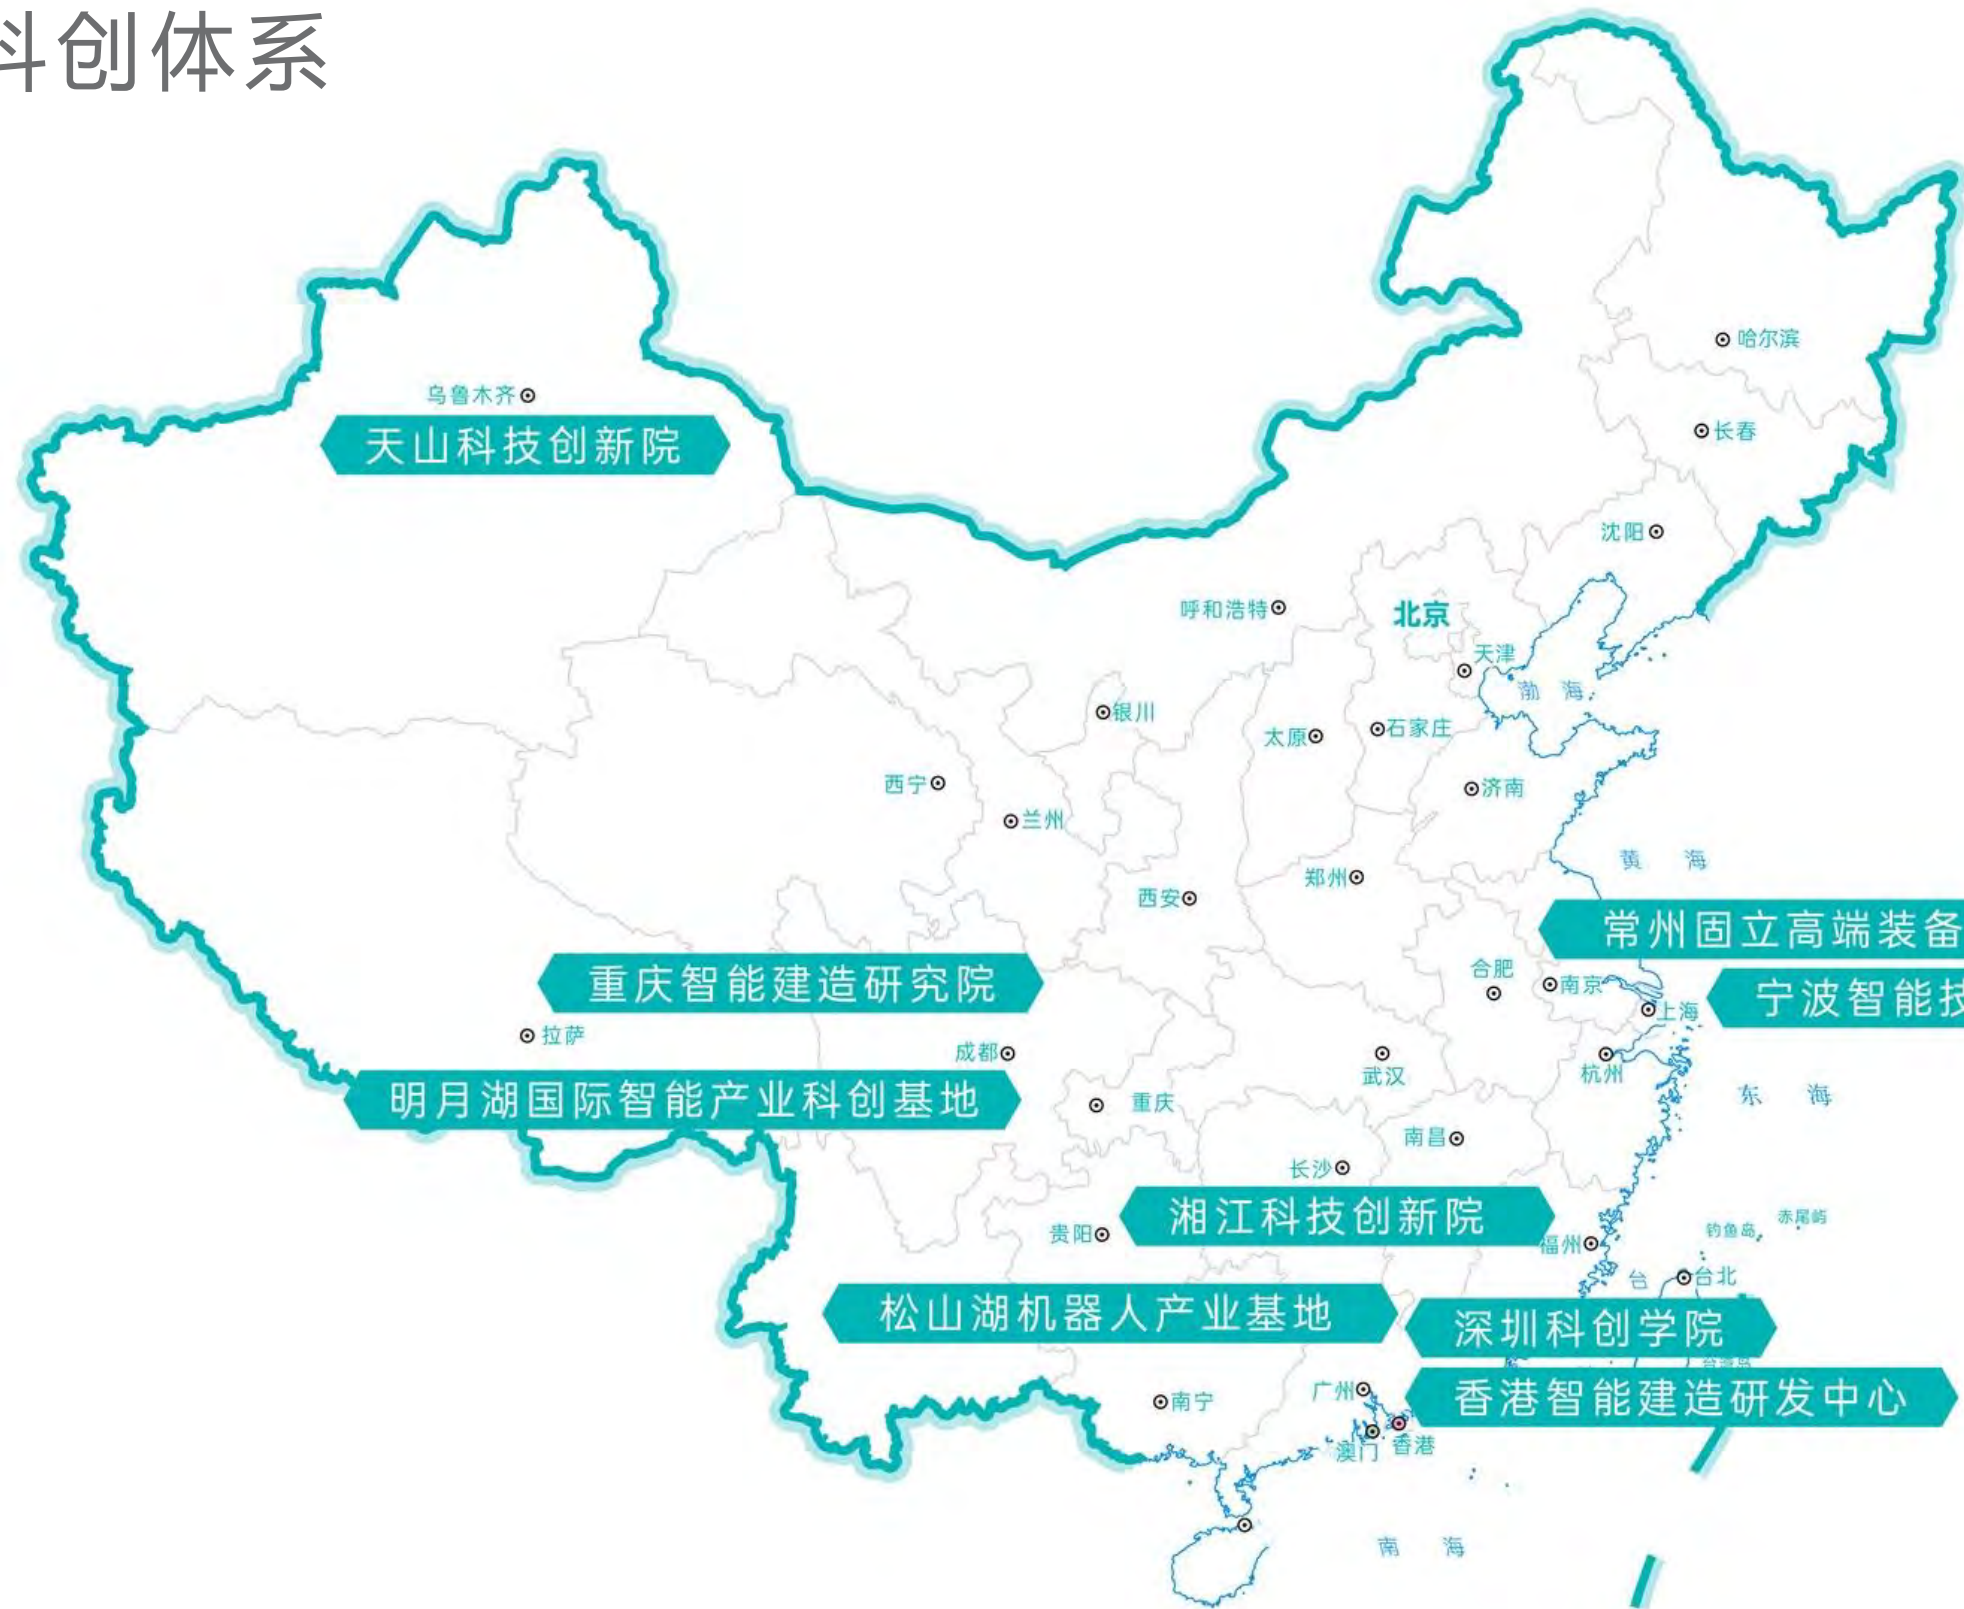 科创体系
哈尔滨
乌鲁木齐
长春
天山科技创新院
沈阳
呼和浩特
北京
天津
渤 海
银川
太原
石家庄
西宁
济南
兰州
黄 海
郑州
西安
常州固立高端装备
合肥
重庆智能建造研究院
南京
宁波智能技
上海
拉萨
成都
武汉
杭州
明月湖国际智能产业科创基地
东 海
重庆
南昌
长沙
湘江科技创新院
赤尾屿
钓鱼岛
贵阳
福州
台
台北
松山湖机器人产业基地
深圳科创学院
广州
香港智能建造研发中心
南宁
澳门
香港
南 海